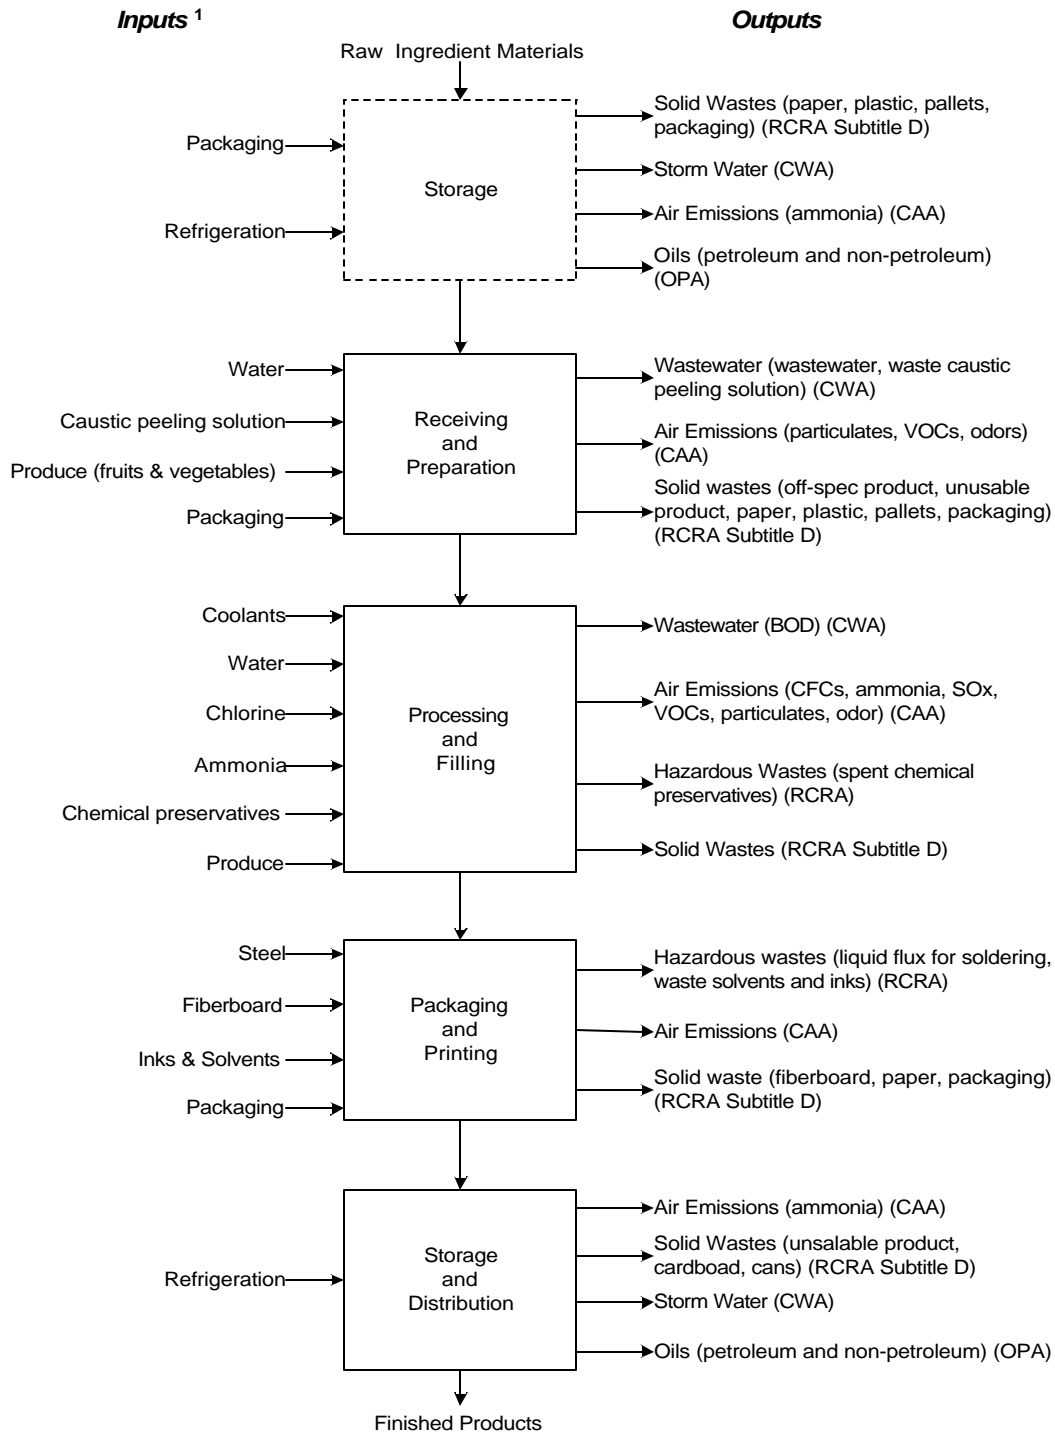 Inputs 1
Outputs
Raw Ingredient Materials
Packaging
Refrigeration
Storage
Solid Wastes (paper, plastic, pallets,
packaging) (RCRA Subtitle D)
Storm Water (CWA)
Air Emissions (ammonia) (CAA)
Oils (petroleum and non-petroleum)
(OPA)
Water
Caustic peeling solution
Produce (fruits & vegetables)
Packaging
Receiving
and
Preparation
Wastewater (wastewater, waste caustic
peeling solution) (CWA)
Air Emissions (particulates, VOCs, odors)
(CAA)
Solid wastes (off-spec product, unusable
product, paper, plastic, pallets, packaging)
(RCRA Subtitle D)
Coolants
Water
Chlorine
Ammonia
Chemical preservatives
Produce
Processing
and
Filling
Wastewater (BOD) (CWA)
Air Emissions (CFCs, ammonia, SOx,
VOCs, particulates, odor) (CAA)
Hazardous Wastes (spent chemical
preservatives) (RCRA)
Solid Wastes (RCRA Subtitle D)
Steel
Fiberboard
Inks & Solvents
Packaging
Packaging
and
Printing
Hazardous wastes (liquid flux for soldering,
waste solvents and inks) (RCRA)
Air Emissions (CAA)
Solid waste (fiberboard, paper, packaging)
(RCRA Subtitle D)
Refrigeration
Storage
and
Distribution
Air Emissions (ammonia) (CAA)
Solid Wastes (unsalable product,
cardboad, cans) (RCRA Subtitle D)
Storm Water (CWA)
Oils (petroleum and non-petroleum) (OPA)
Finished Products